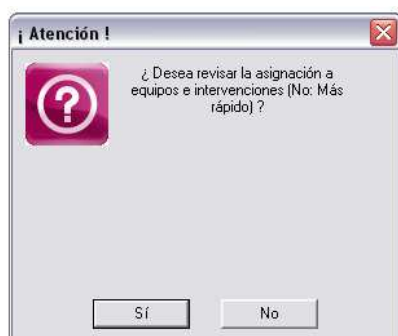 ¡ Atención !
¿ Desea revisar la asignación a
equipos e intervenciones (No: Más
rápido) ?
Sí
No